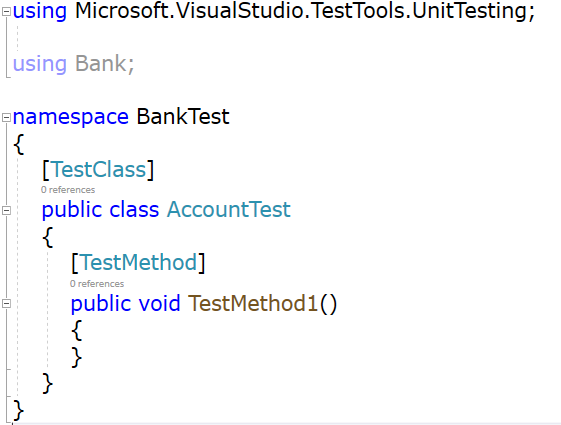 using Microsoft.VisualStudio.TestTools.UnitTesting;
using Bank;
namespace BankTest
{
[TestClass]
0 references
public class AccountTest
{
[TestMethod]
0 references
public void TestMethod1()
{
}
}
}